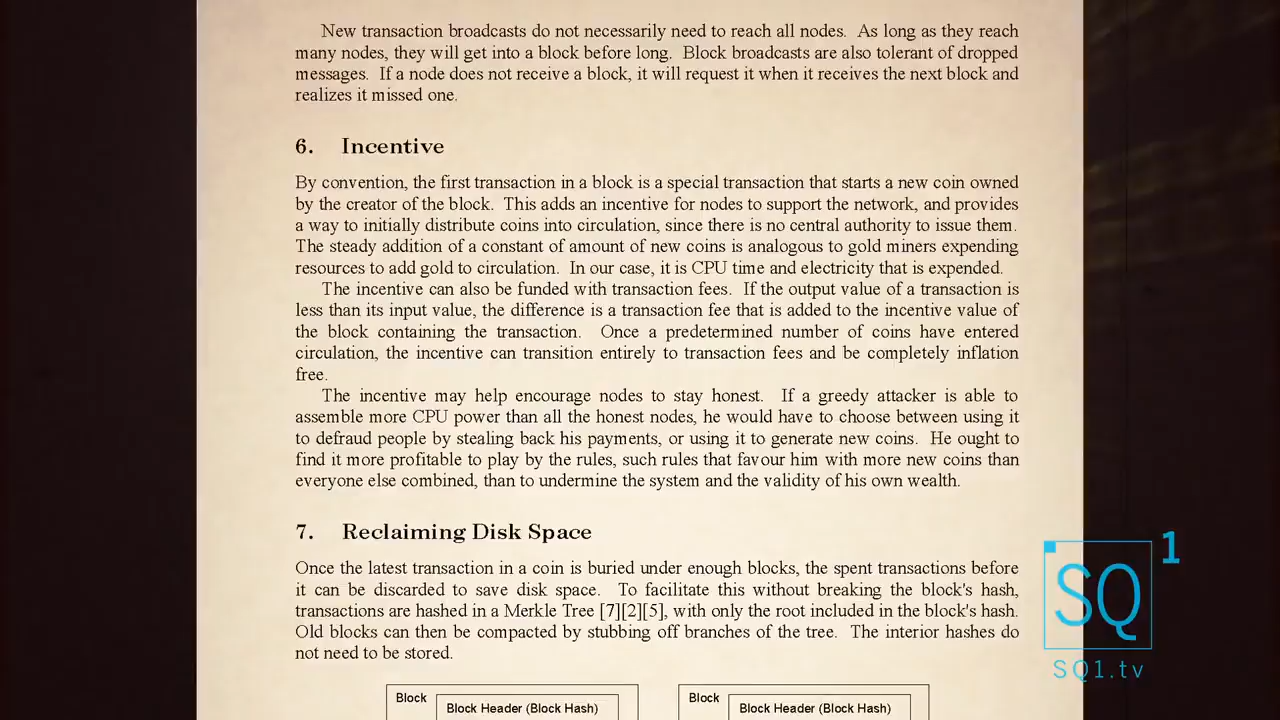 New transaction broadcasts do not necessarily need to reach all nodes. As long as they reach
many nodes, they will get into a block before long. Block broadcasts are also tolerant of dropped
messages. If a node does not receive a block, it will request it when it receives the next block and
realizes it missed one.
6. Incentive
By convention, the first transaction in a block is a special transaction that starts a new coin owned
by the creator of the block. This adds an incentive for nodes to support the network, and provides
a way to initially distribute coins into circulation, since there is no central authority to issue them.
The steady addition of a constant of amount of new coins is analogous to gold miners expending
resources to add gold to circulation. In our case, it is CPU time and electricity that is expended.
The incentive can also be funded with transaction fees. If the output value of a transaction is
less than its input value, the difference is a transaction fee that is added to the incentive value of
the block containing the transaction. Once a predetermined number of coins have entered
circulation, the incentive can transition entirely to transaction fees and be completely inflation
free.
The incentive may help encourage nodes to stay honest. If a greedy attacker is able to
assemble more CPU power than all the honest nodes, he would have to choose between using it
to defraud people by stealing back his payments, or using it to generate new coins. He ought to
find it more profitable to play by the rules, such rules that favour him with more new coins than
everyone else combined, than to undermine the system and the validity of his own wealth.
7. Reclaiming Disk Space
Once the latest transaction in a coin is buried under enough blocks, the spent transactions before
it can be discarded to save disk space. To facilitate this without breaking the block's hash,
transactions are hashed in a Merkle Tree [7][2][5], with only the root included in the block's hash.
Old blocks can then be compacted by stubbing off branches of the tree. The interior hashes do
not need to be stored.
Block Block
Block Header (Block Hash) Block Header (Block Hash)
SQ 1
SQ1.tv